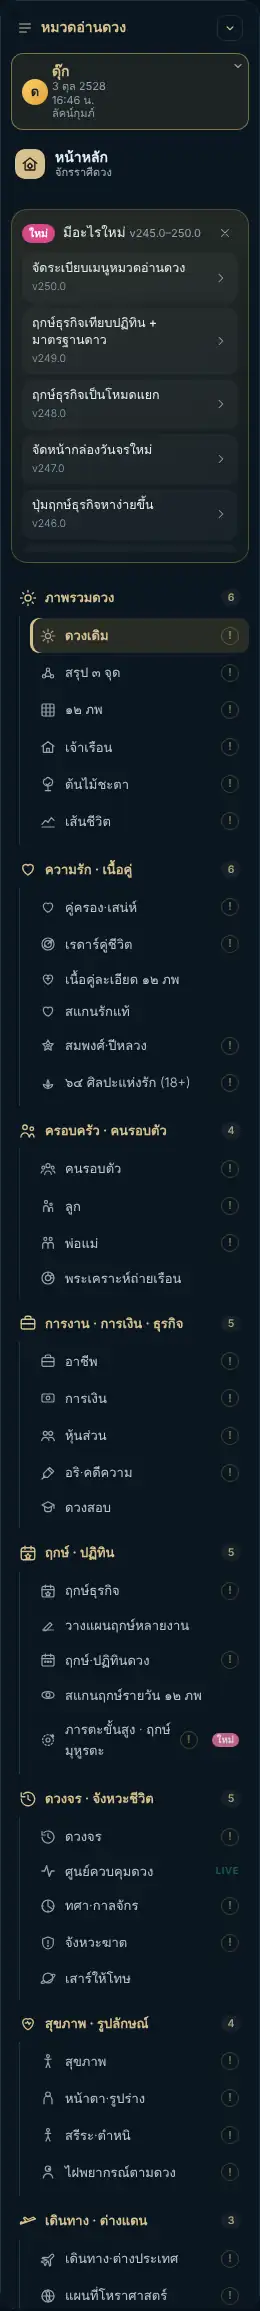 หมวดอ่านดวง
ด
ตุ๊ก
3 ตุล 2528
16:46 น.
ลัคน์กุมภ์
หน้าหลัก
จักรราศีดวง
ใหม่ มีอะไรใหม่ v245.0–250.0
จัดระเบียบเมนูหมวดอ่านดวง
v250.0
ฤกษ์ธุรกิจเทียบปฏิทิน +
มาตรฐานดาว
v249.0
ฤกษ์ธุรกิจเป็นโหมดแยก
v248.0
จัดหน้ากล่องวันจรใหม่
v247.0
ปุ่มฤกษ์ธุรกิจหาง่ายขึ้น
v246.0
ภาพรวมดวง 6
ดวงเดิม !
สรุป ๓ จุด !
๑๒ ภพ !
เจ้าเรือน !
ต้นไม้ชะตา !
เส้นชีวิต !
ความรัก · เนื้อคู่ 6
คู่ครอง·เสน่ห์ !
เรดาร์คู่ชีวิต !
เนื้อคู่ละเอียด ๑๒ ภพ
สแกนรักแท้
สมพงศ์·ปีหลวง !
๖๔ ศิลปะแห่งรัก (18+) !
ครอบครัว · คนรอบตัว 4
คนรอบตัว !
ลูก !
พ่อแม่ !
พระเคราะห์ถ่ายเรือน
การงาน · การเงิน · ธุรกิจ 5
อาชีพ !
การเงิน !
หุ้นส่วน !
อริ·คดีความ !
ดวงสอบ
ฤกษ์ · ปฏิทิน 5
ฤกษ์ธุรกิจ !
วางแผนฤกษ์หลายงาน
ฤกษ์·ปฏิทินดวง !
สแกนฤกษ์รายวัน ๑๒ ภพ
ภารตะขั้นสูง · ฤกษ์ ! ใหม่
มุหูรตะ
ดวงจร · จังหวะชีวิต 5
ดวงจร !
ศูนย์ควบคุมดวง LIVE
ทศา·กาลจักร !
จังหวะฆาต !
เสาร์ให้โทษ
สุขภาพ · รูปลักษณ์ 4
สุขภาพ !
หน้าตา·รูปร่าง !
สรีระ·ตำหนิ !
ไฝพยากรณ์ตามดวง !
เดินทาง · ต่างแดน 3
เดินทาง·ต่างประเทศ !
แผนที่โหราศาสตร์ !